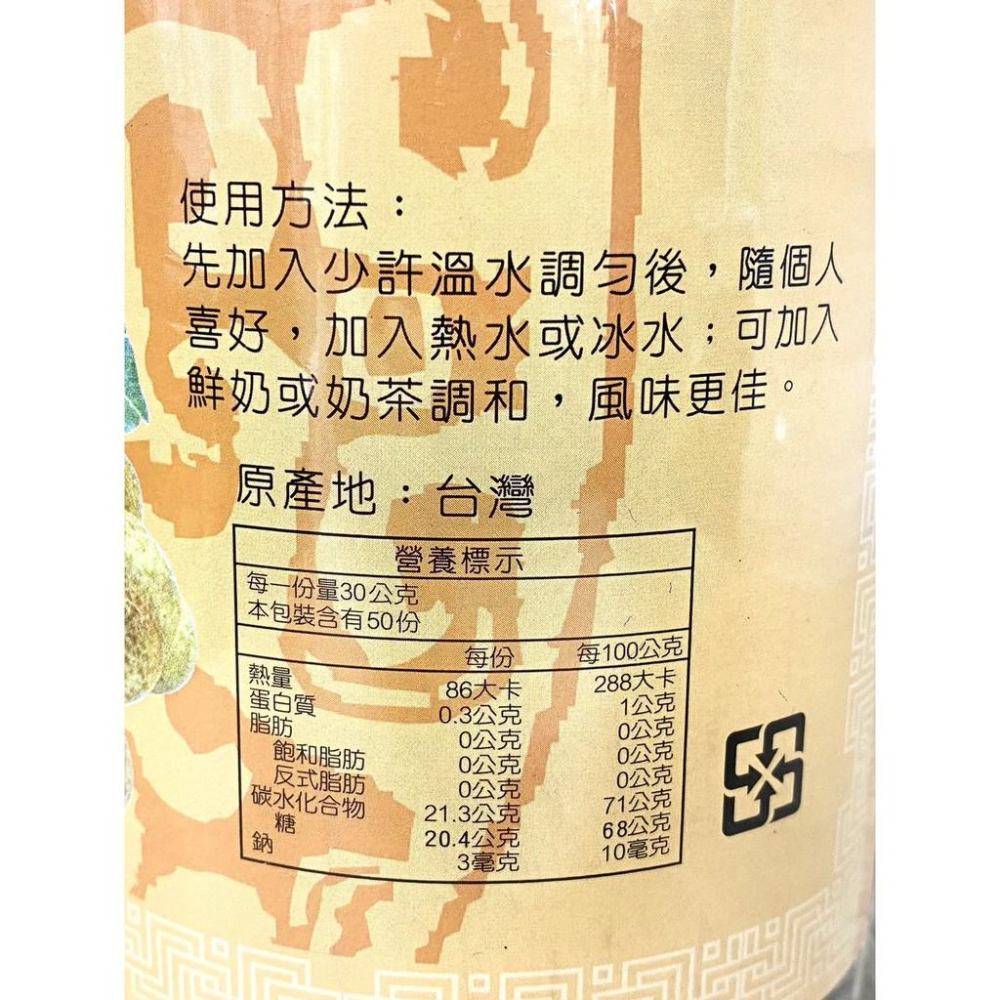 使用方法：
先加入少許溫水調勻後，隨個人
喜好，加入熱水或冰水；可加入
鮮奶或奶茶調和，風味更佳。
原產地：台灣
營養標示
每一份量30公克
本包裝含有50份
每份 每100公克
熱量 86大卡 288大卡
蛋白質 0.3公克 1公克
脂肪 0公克 0公克
飽和脂肪 0公克 0公克
反式脂肪 0公克 0公克
碳水化合物 21.3公克 71公克
糖 20.4公克 68公克
鈉 3毫克 10毫克